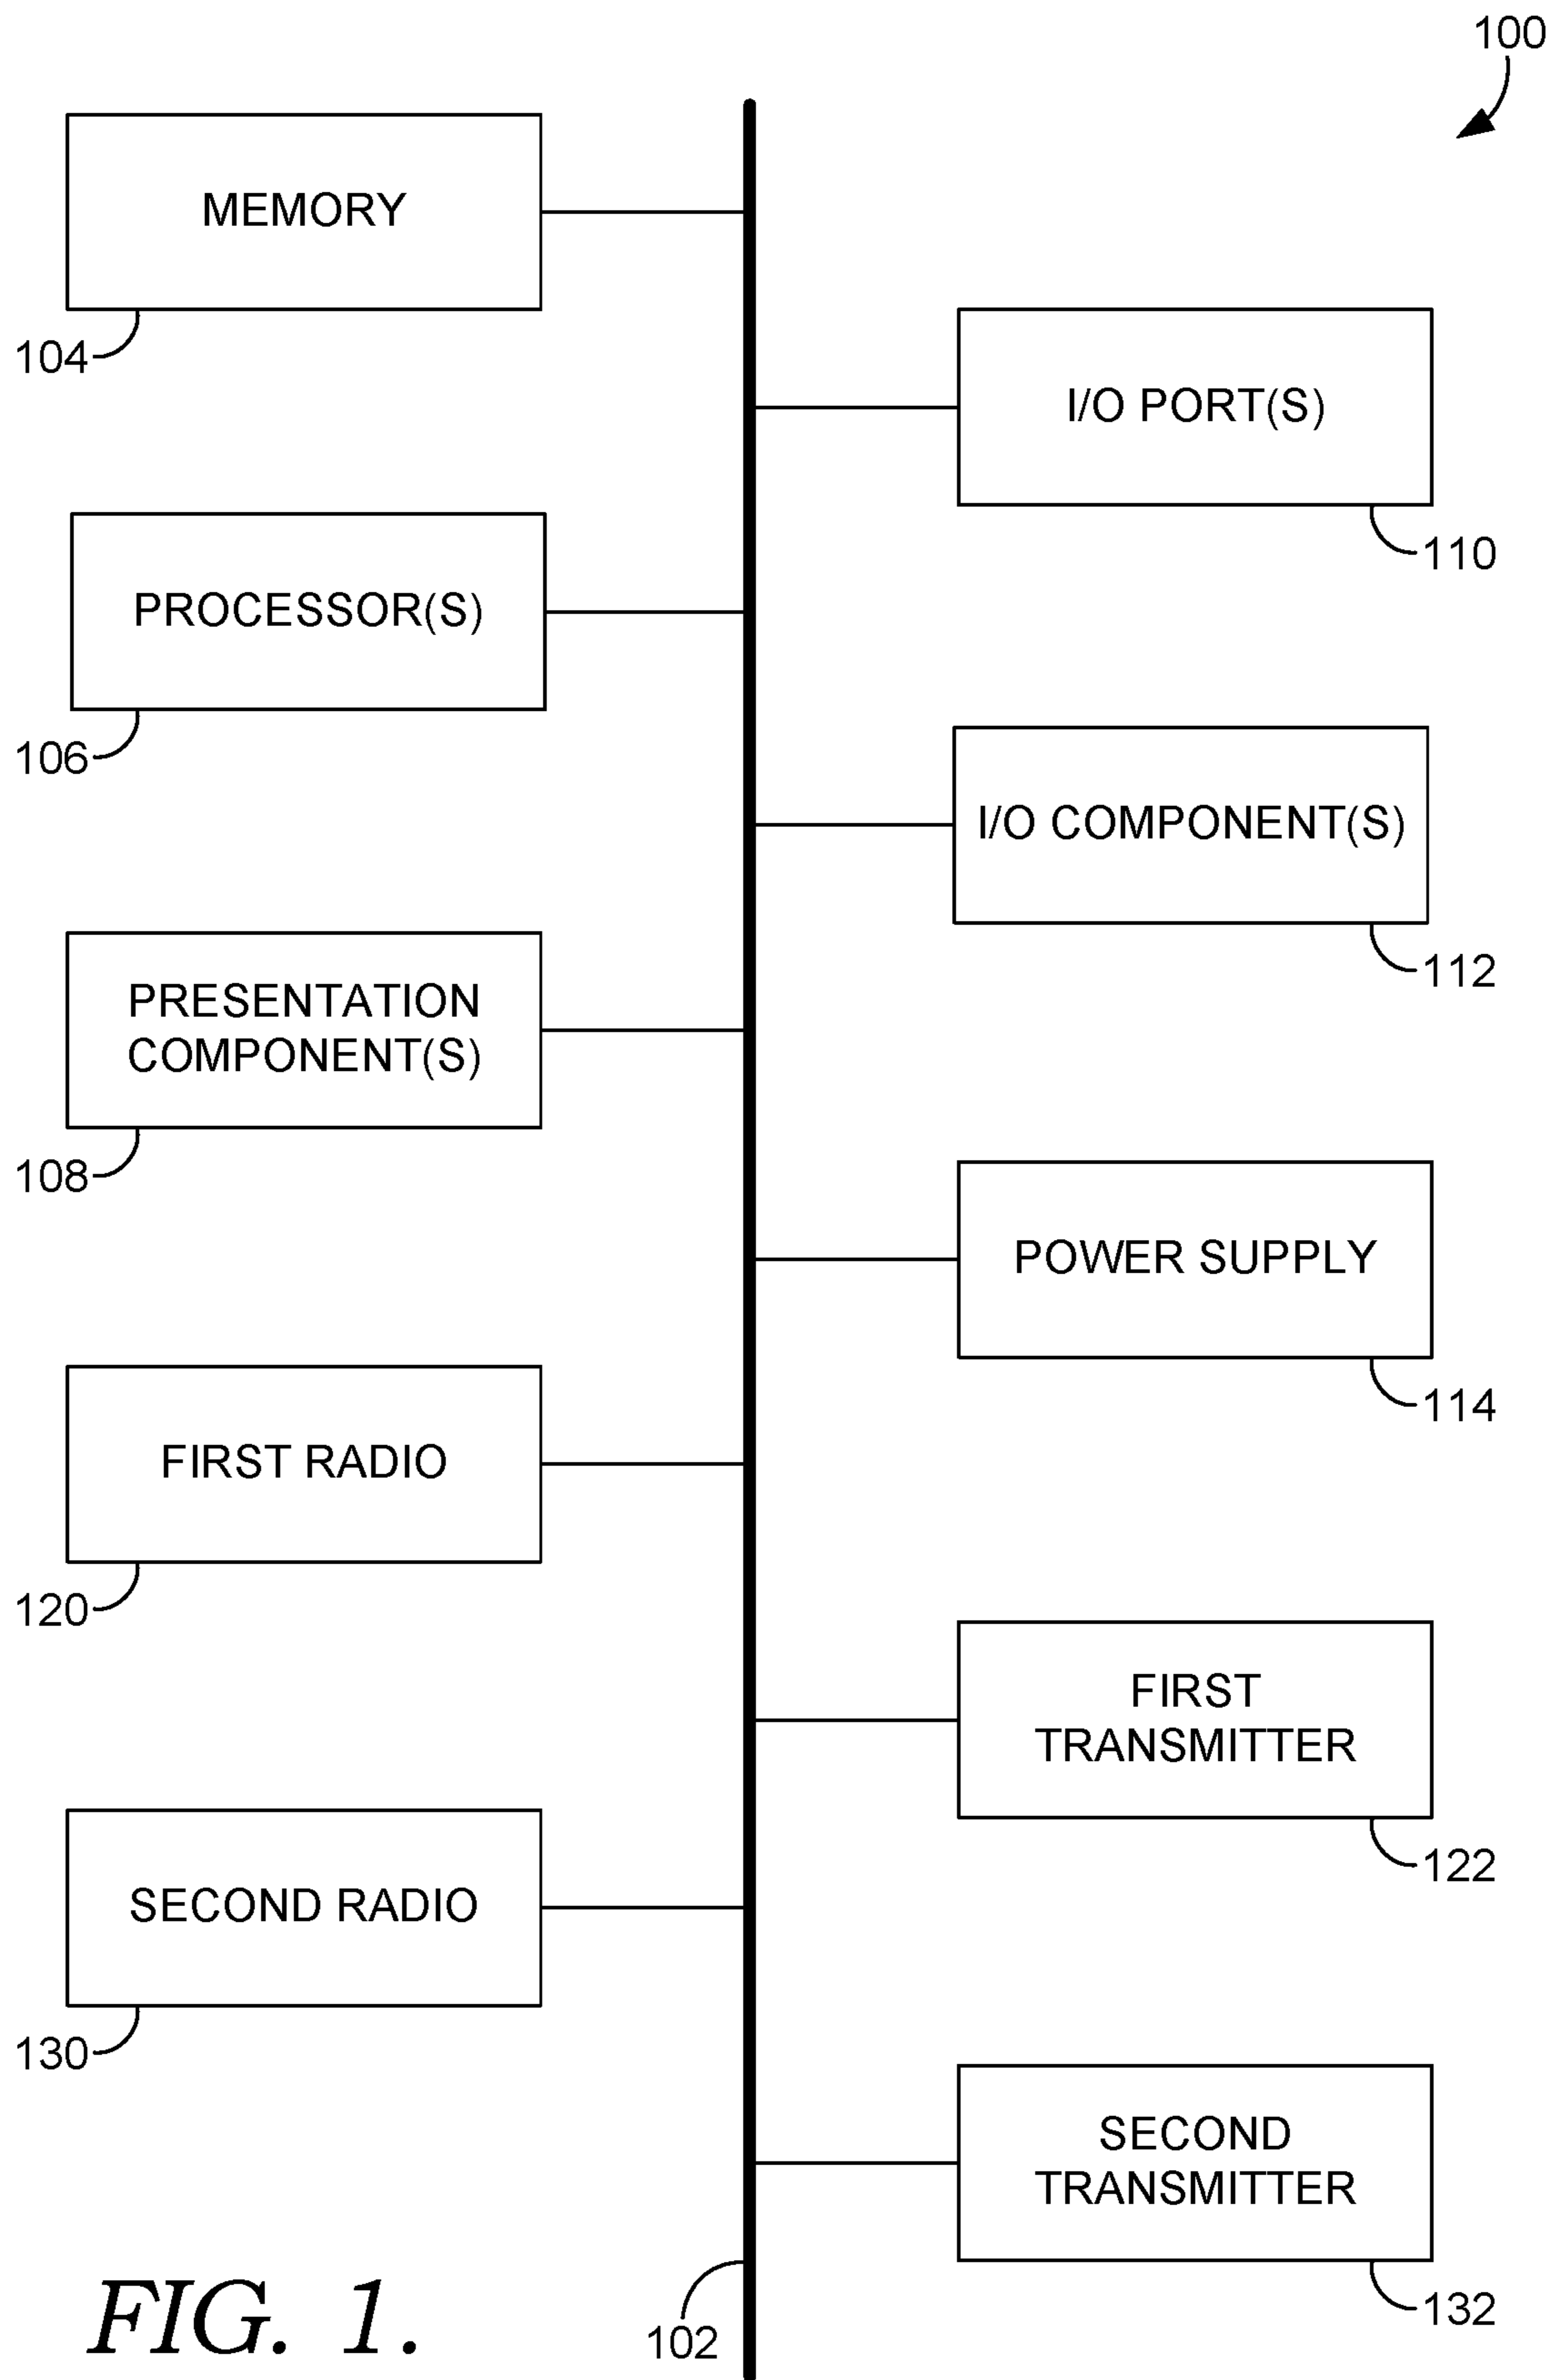 100
MEMORY
104
I/O PORT(S)
110
PROCESSOR(S)
106
I/O COMPONENT(S)
112
PRESENTATION
COMPONENT(S)
108
POWER SUPPLY
114
FIRST RADIO
120
FIRST
TRANSMITTER
122
SECOND RADIO
130
SECOND
TRANSMITTER
132
102
FIG. 1.